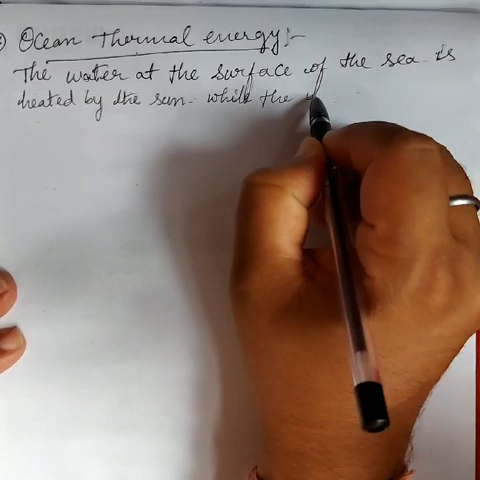 Ocean Thermal energy:-
The water at the surface of the sea is
heated by the sun. while the